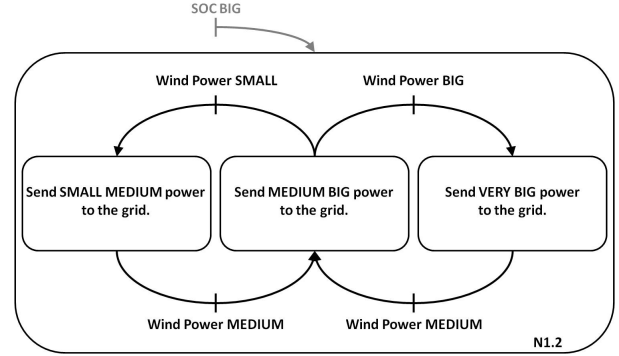 SOC BIG
Wind Power SMALL
Wind Power BIG
Send SMALL MEDIUM power
to the grid.
Send MEDIUM BIG power
to the grid.
Send VERY BIG power
to the grid.
Wind Power MEDIUM
Wind Power MEDIUM
N1.2